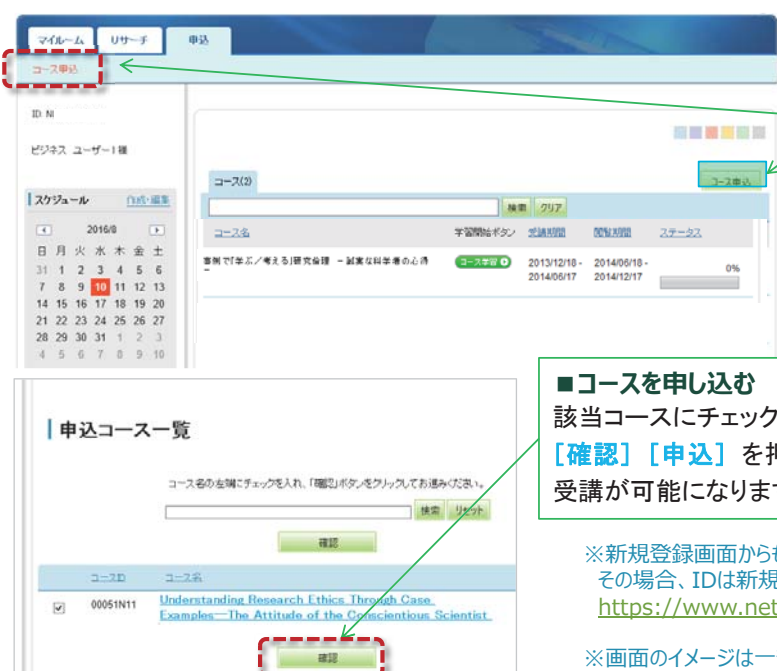 マイルーム リサーチ 申込
コース申込
ID: NI
ビジネス ユーザー1様
コース(2)
コース申込
スケジュール 作成・編集
検索 クリア
2016/8
コース名 学習開始ボタン 受講期間 閲覧期間 ステータス
日 月 火 水 木 金 土
31 1 2 3 4 5 6
7 8 9 10 11 12 13
14 15 16 17 18 19 20
21 22 23 24 25 26 27
28 29 30 31 1 2 3
4 5 6 7 8 9 10
事例で「学ぶ/考える」研究倫理 -誠実な科学者の心得
-
コース学習
2013/12/18 -
2014/06/17
2014/06/18 -
2014/12/17
0%
申込コース一覧
コース名の左端にチェックを入れ、「確認」ボタンをクリックしてお進みください。
検索 リセット
確認
コースID コース名
00051N11 Understanding Research Ethics Through Case
Examples―The Attitude of the Conscientious Scientist
確認
■コースを申し込む
該当コースにチェック
[確認] [申込] を押
受講が可能になります
※新規登録画面からも
その場合、IDは新規
https://www.net
※画面のイメージは一